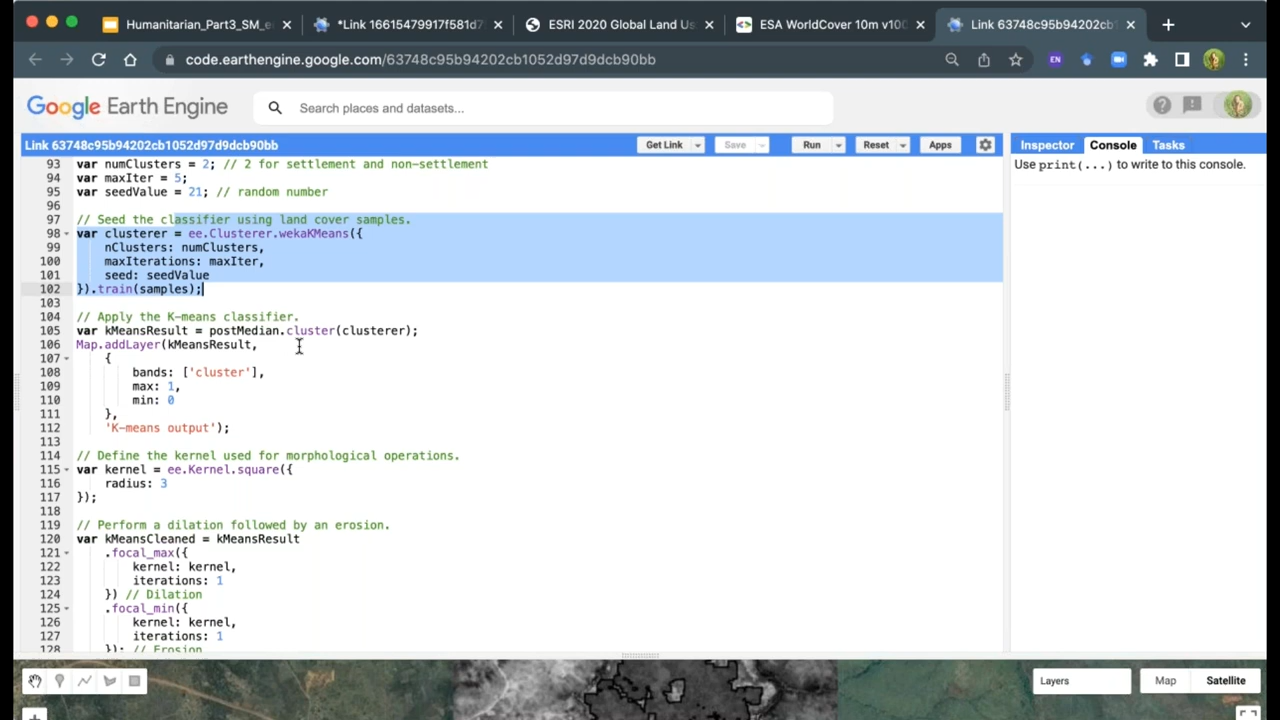 Humanitarian_Part3_SM_e
*Link 16615479917f581d7
ESRI 2020 Global Land Us
ESA WorldCover 10m v100
Link 63748c95b94202cb1
code.earthengine.google.com/63748c95b94202cb1052d97d9dcb90bb
EN
Google Earth Engine
Search places and datasets...
Link 63748c95b94202cb1052d97d9dcb90bb
Get Link
Save
Run
Reset
Apps
Inspector
Console
Tasks
Use print(...) to write to this console.
93 var numClusters = 2; // 2 for settlement and non-settlement
94 var maxIter = 5;
95 var seedValue = 21; // random number
96
97 // Seed the classifier using land cover samples.
98 var clusterer = ee.Clusterer.wekaKMeans({
99 nClusters: numClusters,
100 maxIterations: maxIter,
101 seed: seedValue
102 }).train(samples);
103
104 // Apply the K-means classifier.
105 var kMeansResult = postMedian.cluster(clusterer);
106 Map.addLayer(kMeansResult,
107 {
108 bands: ['cluster'],
109 max: 1,
110 min: 0
111 },
112 'K-means output');
113
114 // Define the kernel used for morphological operations.
115 var kernel = ee.Kernel.square({
116 radius: 3
117 });
118
119 // Perform a dilation followed by an erosion.
120 var kMeansCleaned = kMeansResult
121 .focal_max({
122 kernel: kernel,
123 iterations: 1
124 }) // Dilation
125 .focal_min({
126 kernel: kernel,
127 iterations: 1
128 }); // Erosion
Layers
Map
Satellite